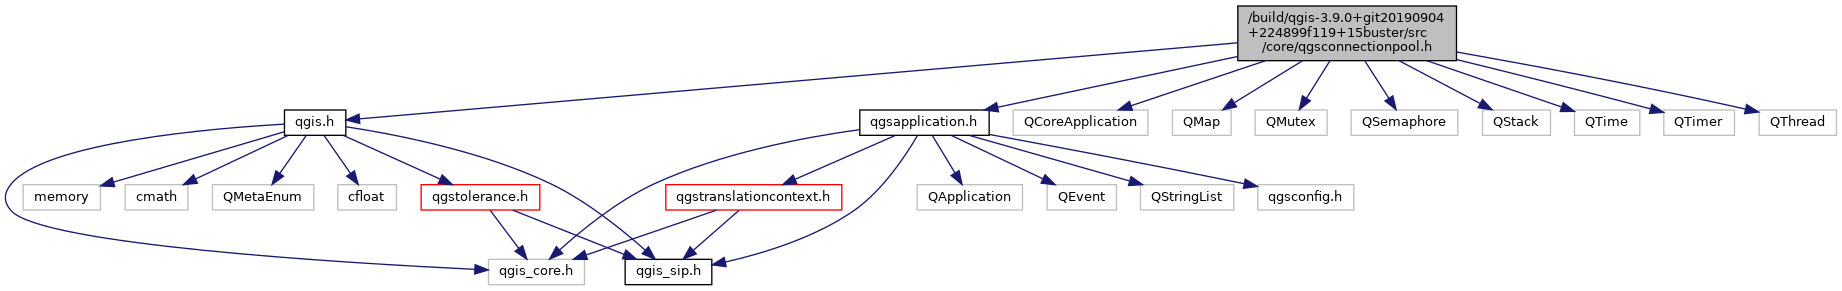 /build/qgis-3.9.0+git20190904
+224899f119+15buster/src
/core/qgsconnectionpool.h
qgis.h
qgsapplication.h
QCoreApplication
QMap
QMutex
QSemaphore
QStack
QTime
QTimer
QThread
memory
cmath
QMetaEnum
cfloat
qgstolerance.h
qgstranslationcontext.h
QApplication
QEvent
QStringList
qgsconfig.h
qgis_core.h
qgis_sip.h